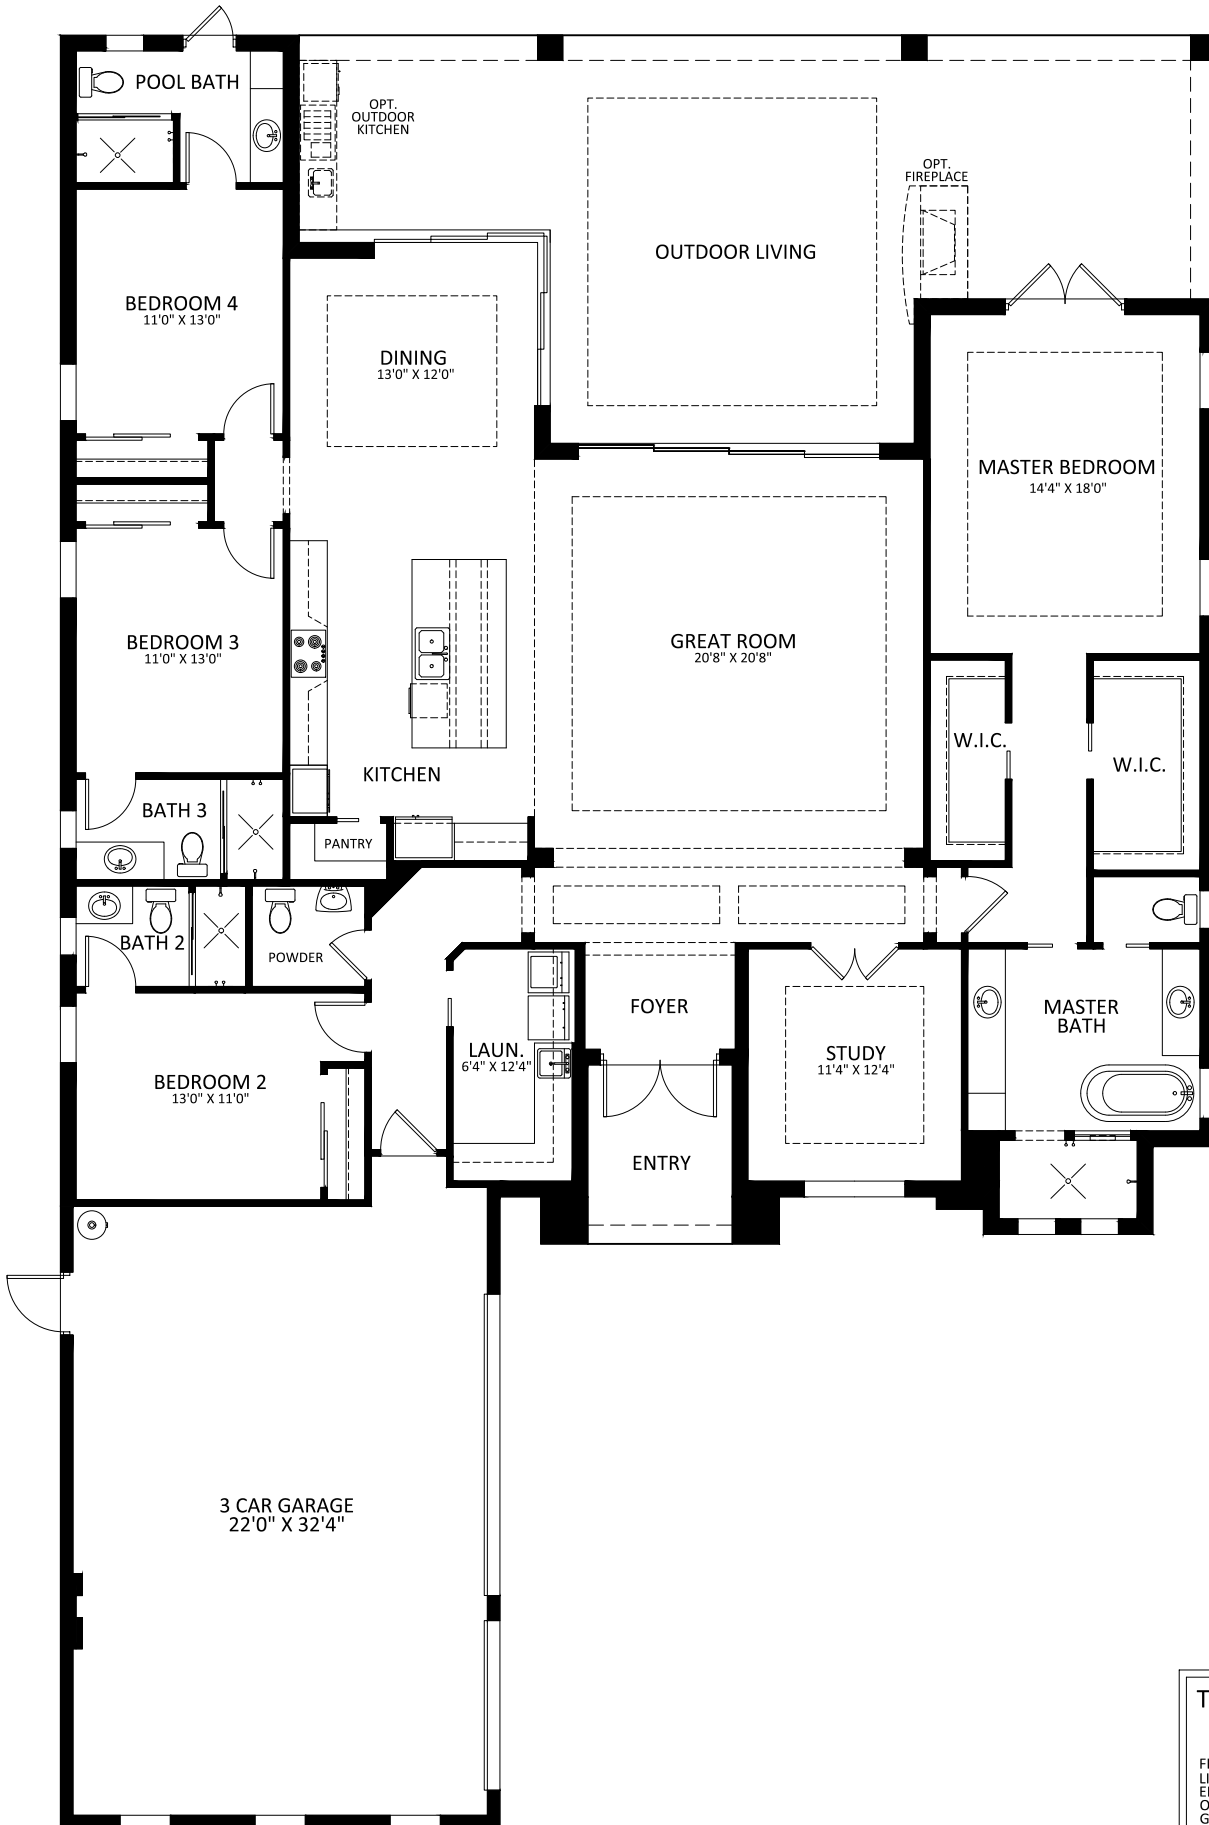 POOL BATH
OPT.
OUTDOOR
KITCHEN
OPT.
FIREPLACE
OUTDOOR LIVING
BEDROOM 4
11'0" X 13'0"
DINING
13'0" X 12'0"
MASTER BEDROOM
14'4" X 18'0"
BEDROOM 3
11'0" X 13'0"
GREAT ROOM
20'8" X 20'8"
W.I.C.
W.I.C.
KITCHEN
BATH 3
PANTRY
BATH 2
POWDER
FOYER
MASTER
BATH
LAUN.
6'4" X 12'4"
STUDY
11'4" X 12'4"
BEDROOM 2
13'0" X 11'0"
ENTRY
3 CAR GARAGE
22'0" X 32'4"